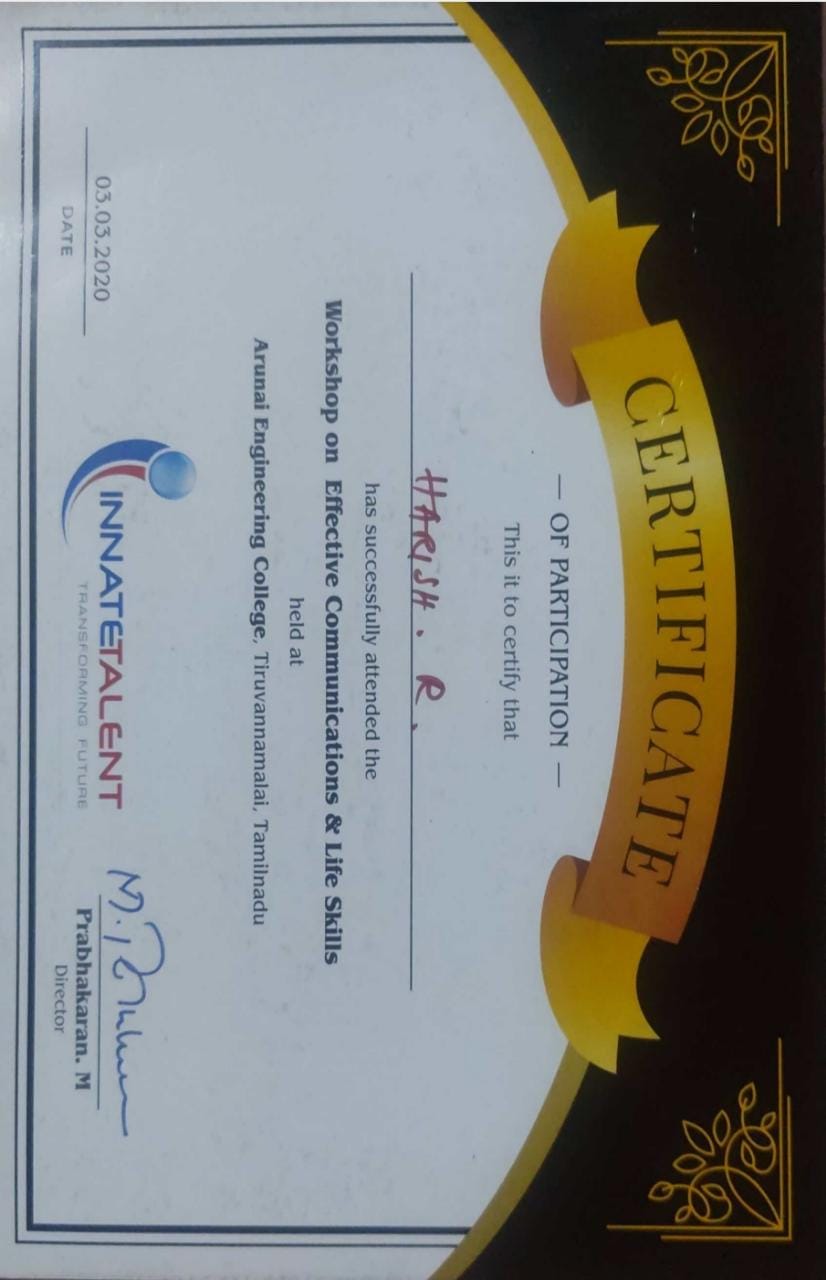 CERTIFICATE
— OF PARTICIPATION —
This it to certify that
HARISH . R.
has successfully attended the
Workshop on Effective Communications & Life Skills
held at
Arunai Engineering College, Tiruvannamalai, Tamilnadu
03.03.2020
DATE
INNATETALENT
TRANSFORMING FUTURE
Prabhakaran. M
Director